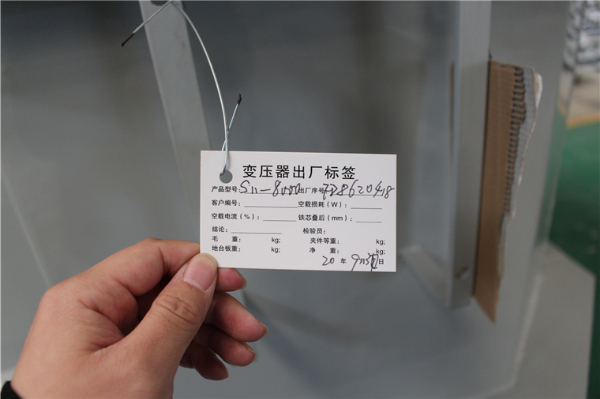 变压器出厂标签
产品型号: S11-8000 出厂序号: 
客户编号: 空载损耗(W):
空载电流(%): 铁芯叠后(mm):
结论: 检验员:
毛 重: kg; 夹件等重: kg;
地台板重: kg; 净 重: kg;
20 年 9月 日